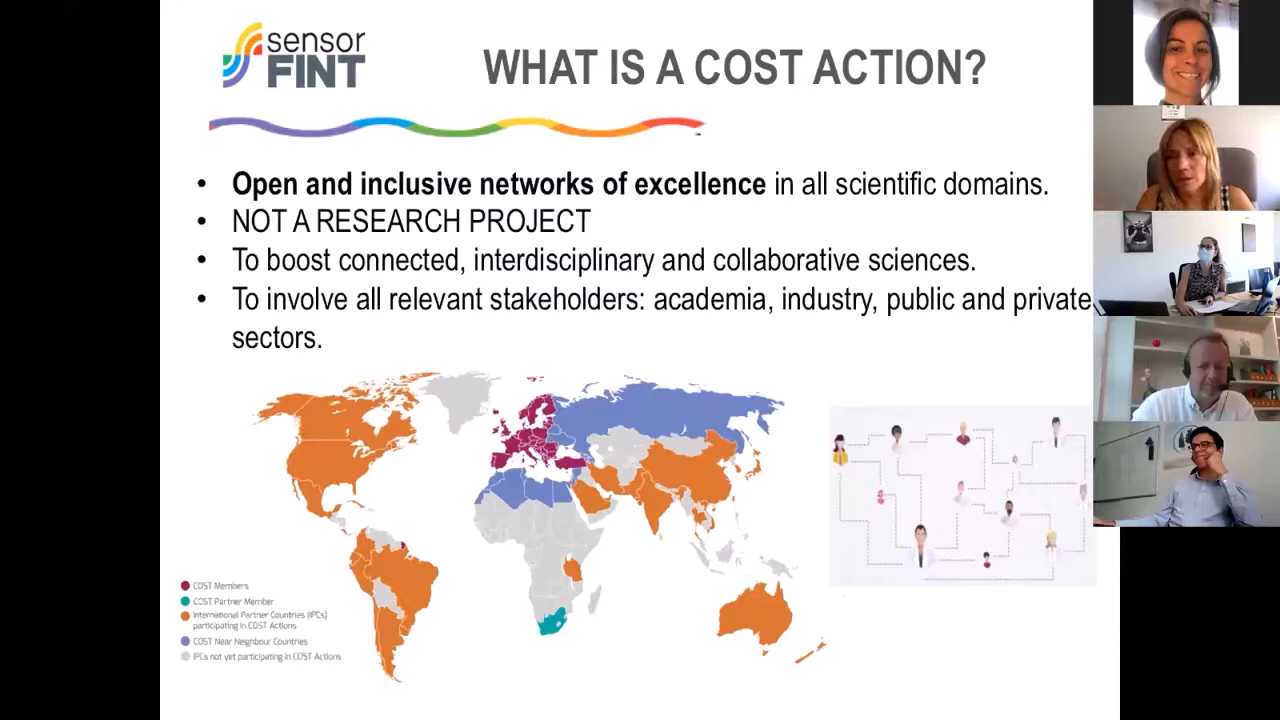 sensor
FINT
WHAT IS A COST ACTION?
• Open and inclusive networks of excellence in all scientific domains.
• NOT A RESEARCH PROJECT
• To boost connected, interdisciplinary and collaborative sciences.
• To involve all relevant stakeholders: academia, industry, public and private
sectors.
COST Members
COST Partner Member
International Partner Countries (IPCs)
participating in COST Actions
COST Near Neighbour Countries
IPCs not yet participating in COST Actions